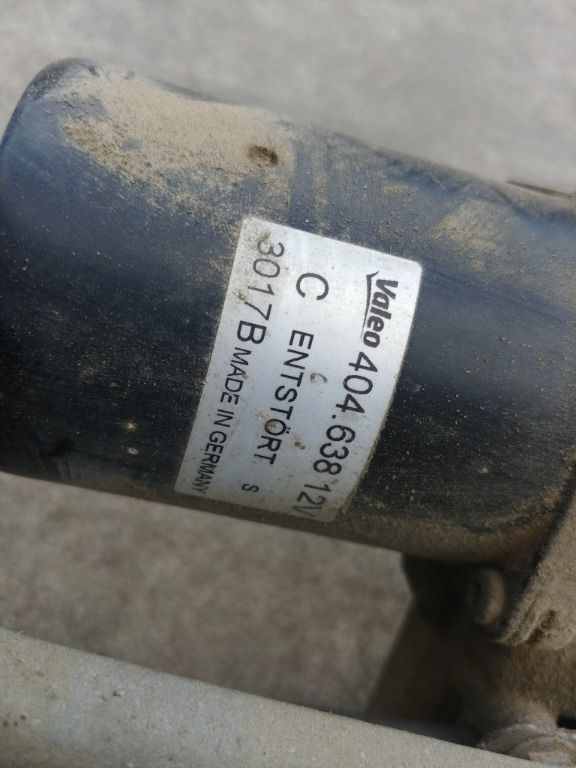 Valeo 404.638 12V
C ENTSTÖRT S
3017B MADE IN GERMANY